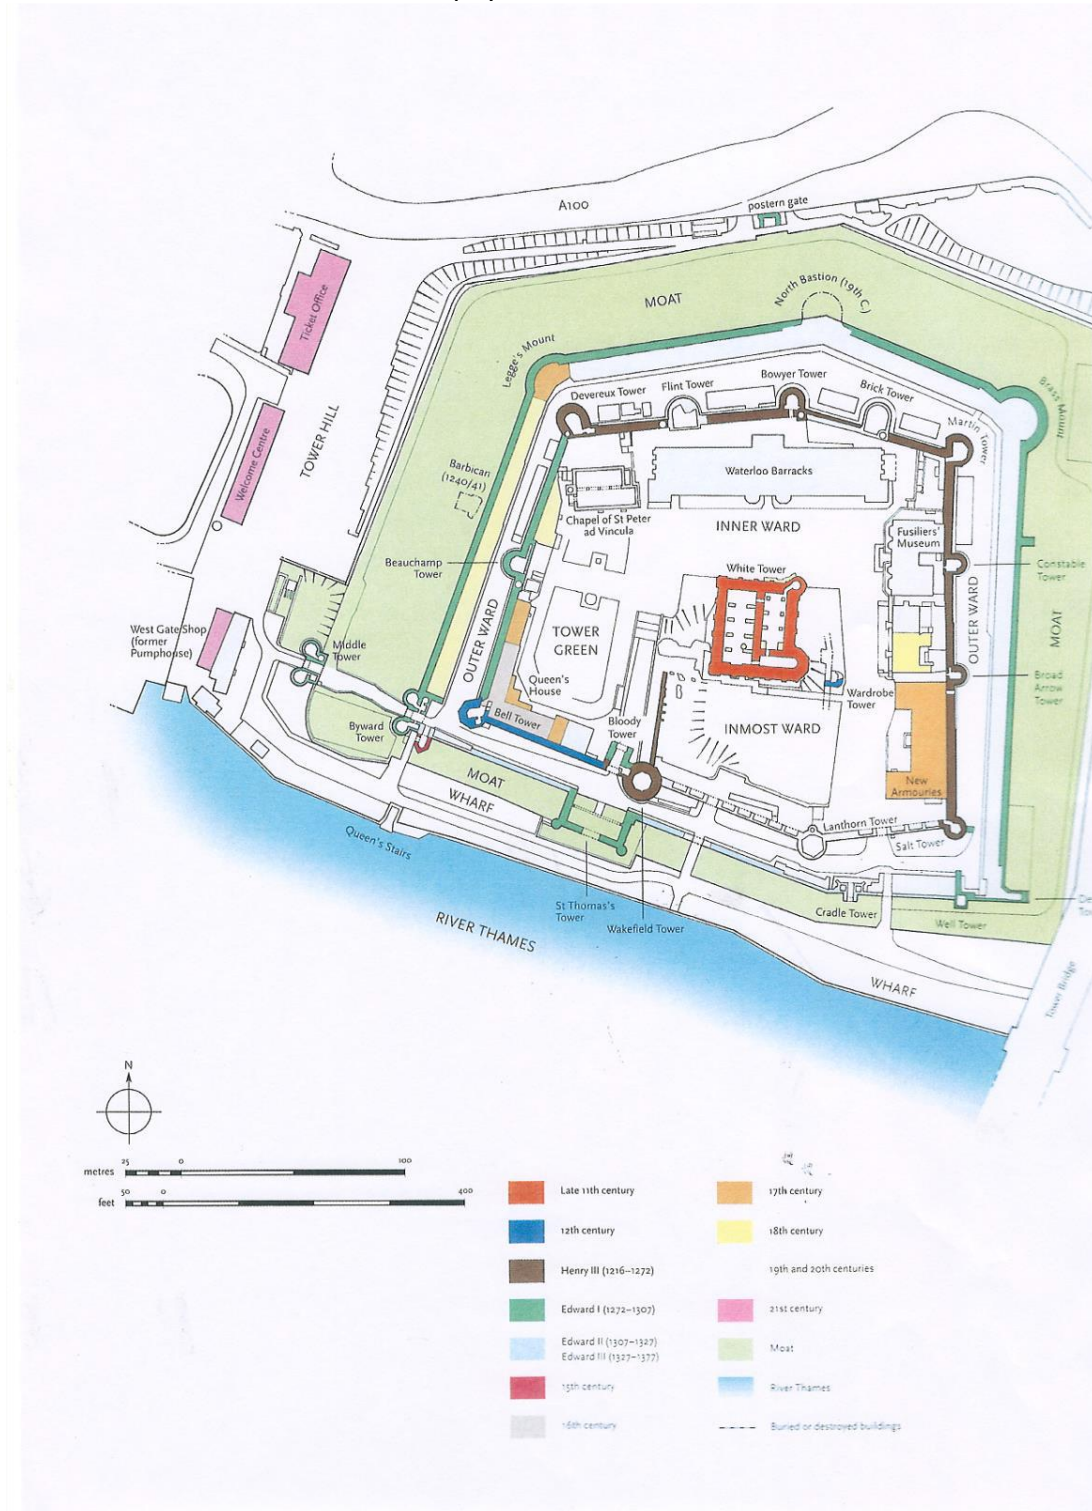 A100
postern gate
North Bastion (19th C)
MOAT
Ticket Office
Legge's Mount
Brass Mount
Bowyer Tower
Flint Tower
Devereux Tower
Brick Tower
Martin Tower
TOWER HILL
Welcome Centre
Barbican
(1240/41)
Waterloo Barracks
Chapel of St Peter
ad Vincula
INNER WARD
Fusiliers'
Museum
Beauchamp
Tower
White Tower
Constable
Tower
OUTER WARD
MOAT
West Gate Shop
(former
Pumphouse)
Middle
Tower
OUTER WARD
TOWER
GREEN
Queen's
House
Broad
Arrow
Tower
Wardrobe
Tower
Byward
Tower
Bell Tower
Bloody
Tower
INMOST WARD
MOAT
WHARF
New
Armouries
Queen's Stairs
Lanthorn Tower
Salt Tower
St Thomas's
Tower
Wakefield Tower
Cradle Tower
Well Tower
De
To
RIVER THAMES
WHARF
Tower Bridge
N
metres 25 0 100
feet 50 0 400
Late 11th century
12th century
Henry III (1216–1272)
Edward I (1272–1307)
Edward II (1307–1327)
Edward III (1327–1377)
15th century
16th century
17th century
18th century
19th and 20th centuries
21st century
Moat
River Thames
Buried or destroyed buildings